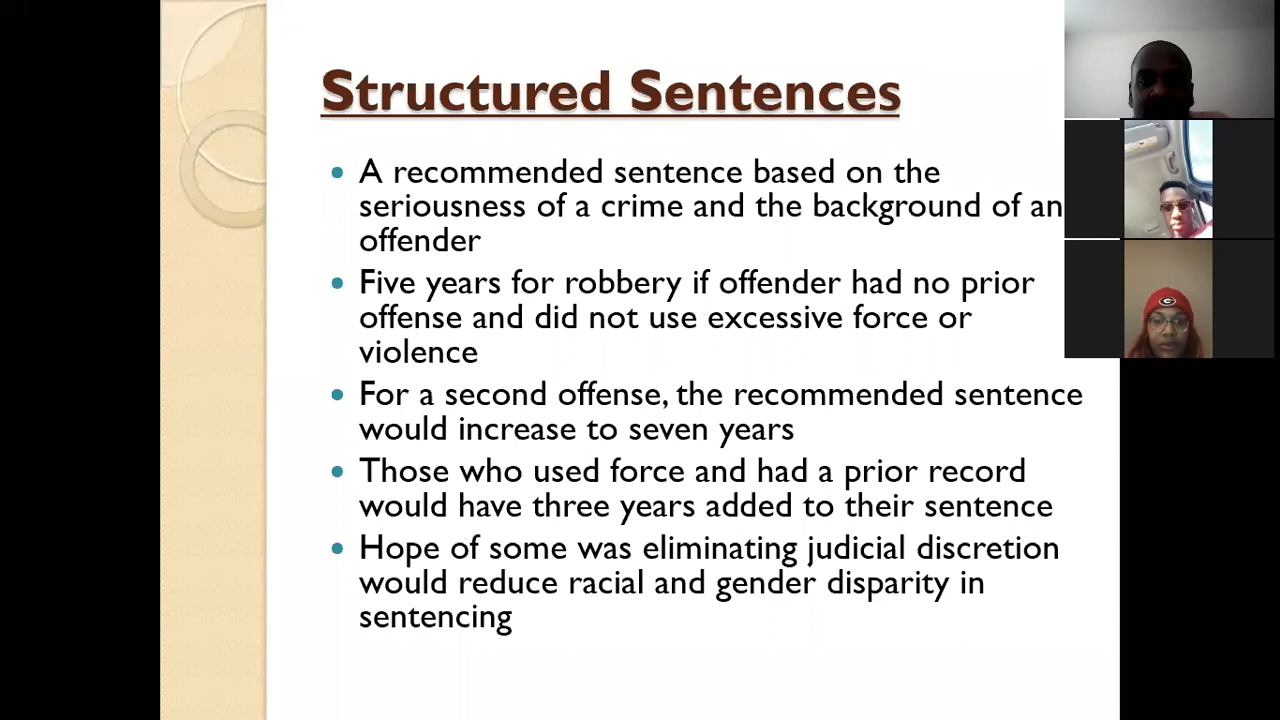 Structured Sentences
A recommended sentence based on the
seriousness of a crime and the background of an
offender
Five years for robbery if offender had no prior
offense and did not use excessive force or
violence
For a second offense, the recommended sentence
would increase to seven years
Those who used force and had a prior record
would have three years added to their sentence
Hope of some was eliminating judicial discretion
would reduce racial and gender disparity in
sentencing
G